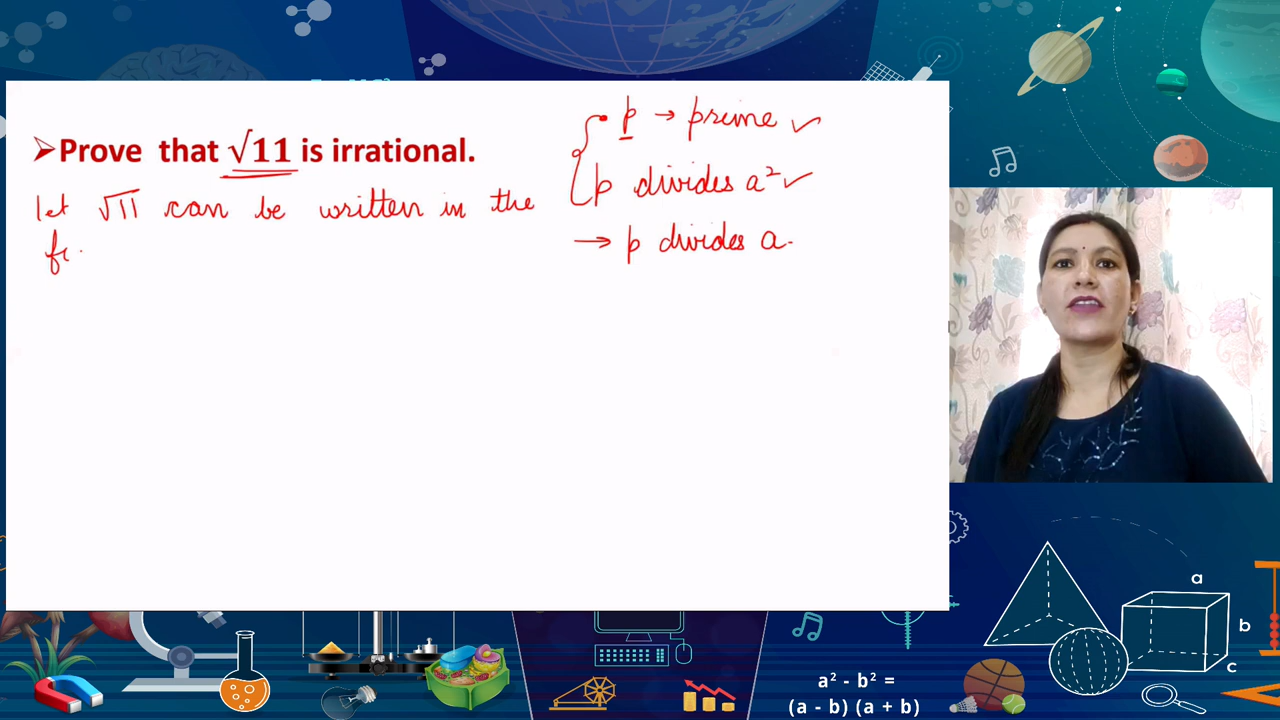 ➢Prove that √11 is irrational.
let √11 can be written in the
p → prime ✓
p divides a² ✓
→ p divides a.
a
b
c
a² - b² =
(a - b) (a + b)